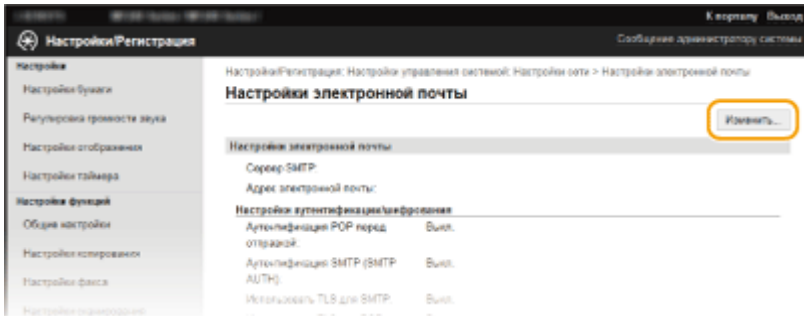 К порталу Выход
Настройки/Регистрация
Сообщение администратору системы
Настройки
Настройки бумаги
Регулировка громкости звука
Настройки отображения
Настройки таймера
Настройки функций
Общие настройки
Настройки копирования
Настройки факса
Настройки сканирования
Настройки/Регистрация: Настройки управления системой: Настройки сети > Настройки электронной почты
Настройки электронной почты
Изменить...
Настройки электронной почты
Сервер SMTP:
Адрес электронной почты:
Настройки аутентификации/шифрования
Аутентификация POP перед отправкой: Выкл.
Аутентификация SMTP (SMTP AUTH): Выкл.
Использовать TLS для SMTP: Выкл.